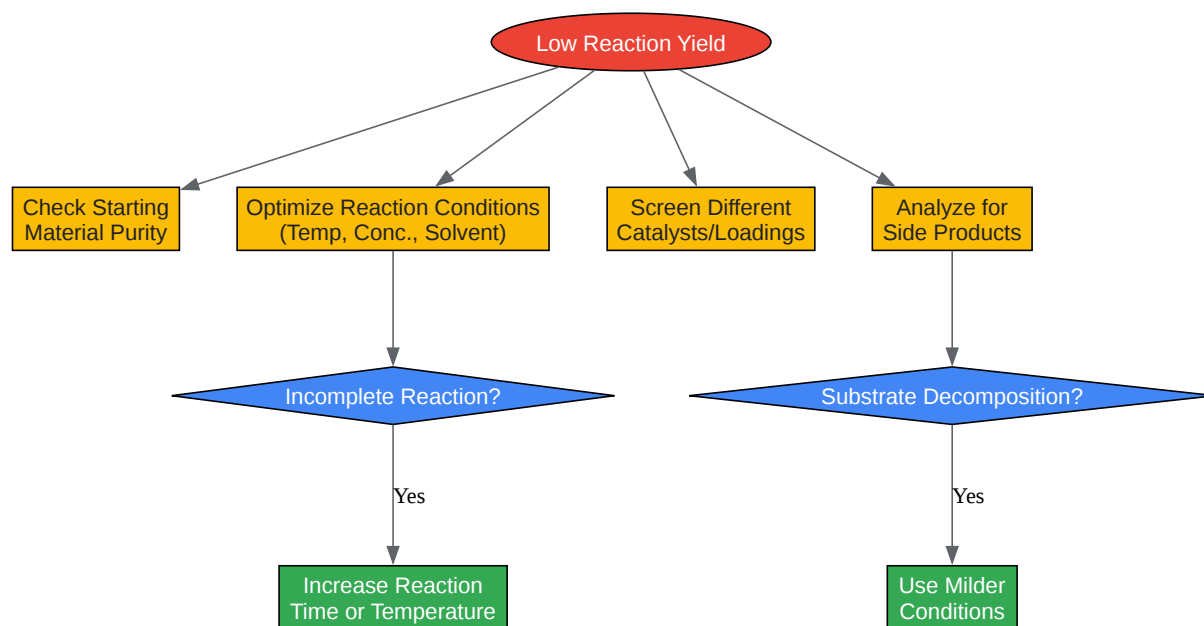 Low Reaction Yield
Check Starting
Material Purity
Optimize Reaction Conditions
(Temp, Conc., Solvent)
Screen Different
Catalysts/Loadings
Analyze for
Side Products
Incomplete Reaction?
Substrate Decomposition?
Yes
Yes
Increase Reaction
Time or Temperature
Use Milder
Conditions